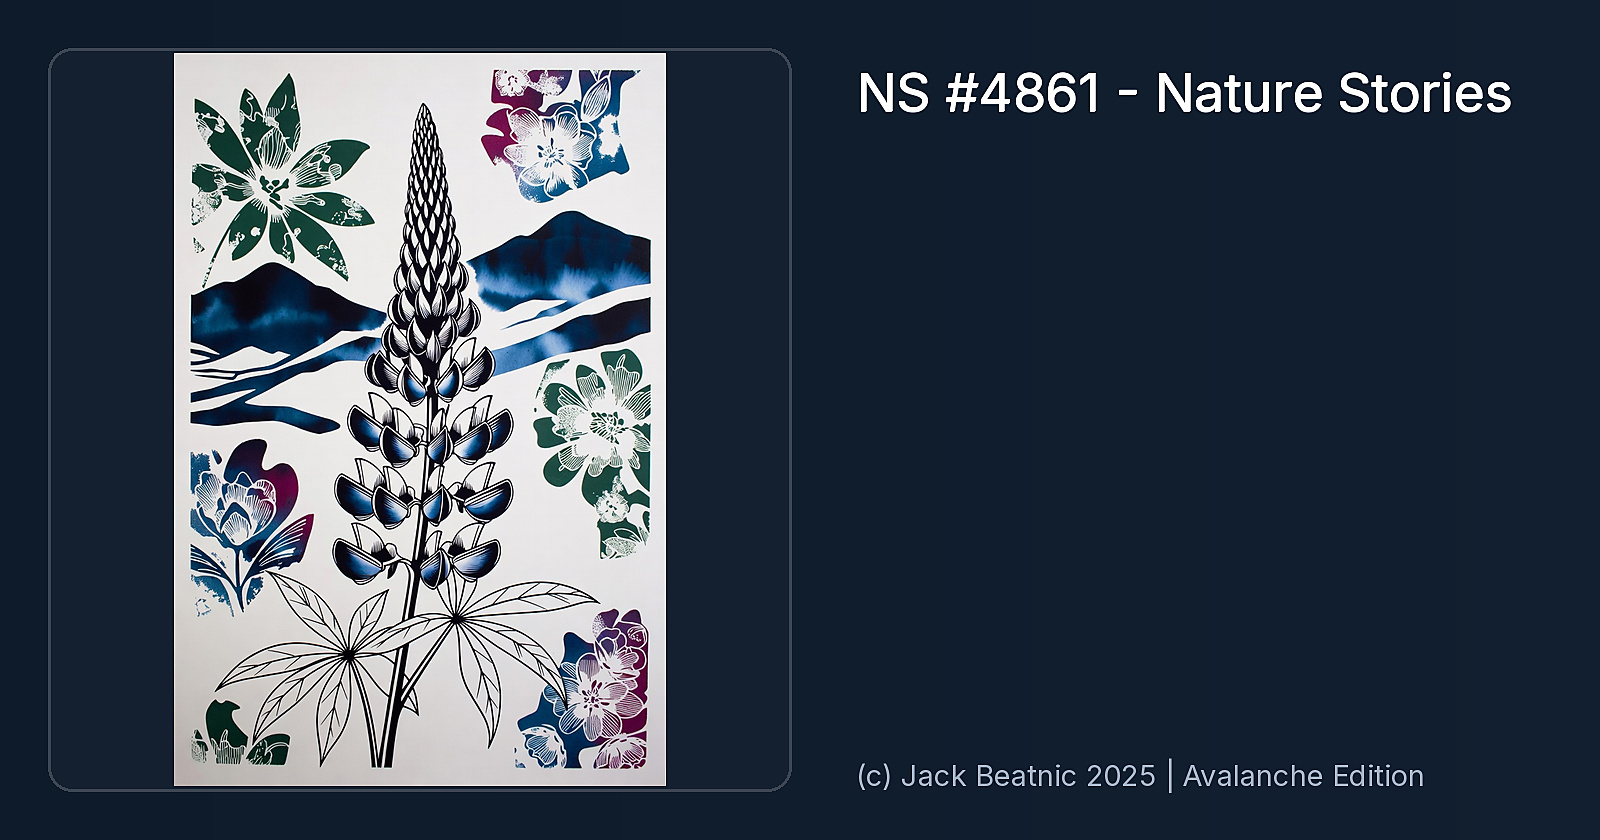 NS #4861 - Nature Stories
(c) Jack Beatnic 2025 | Avalanche Edition